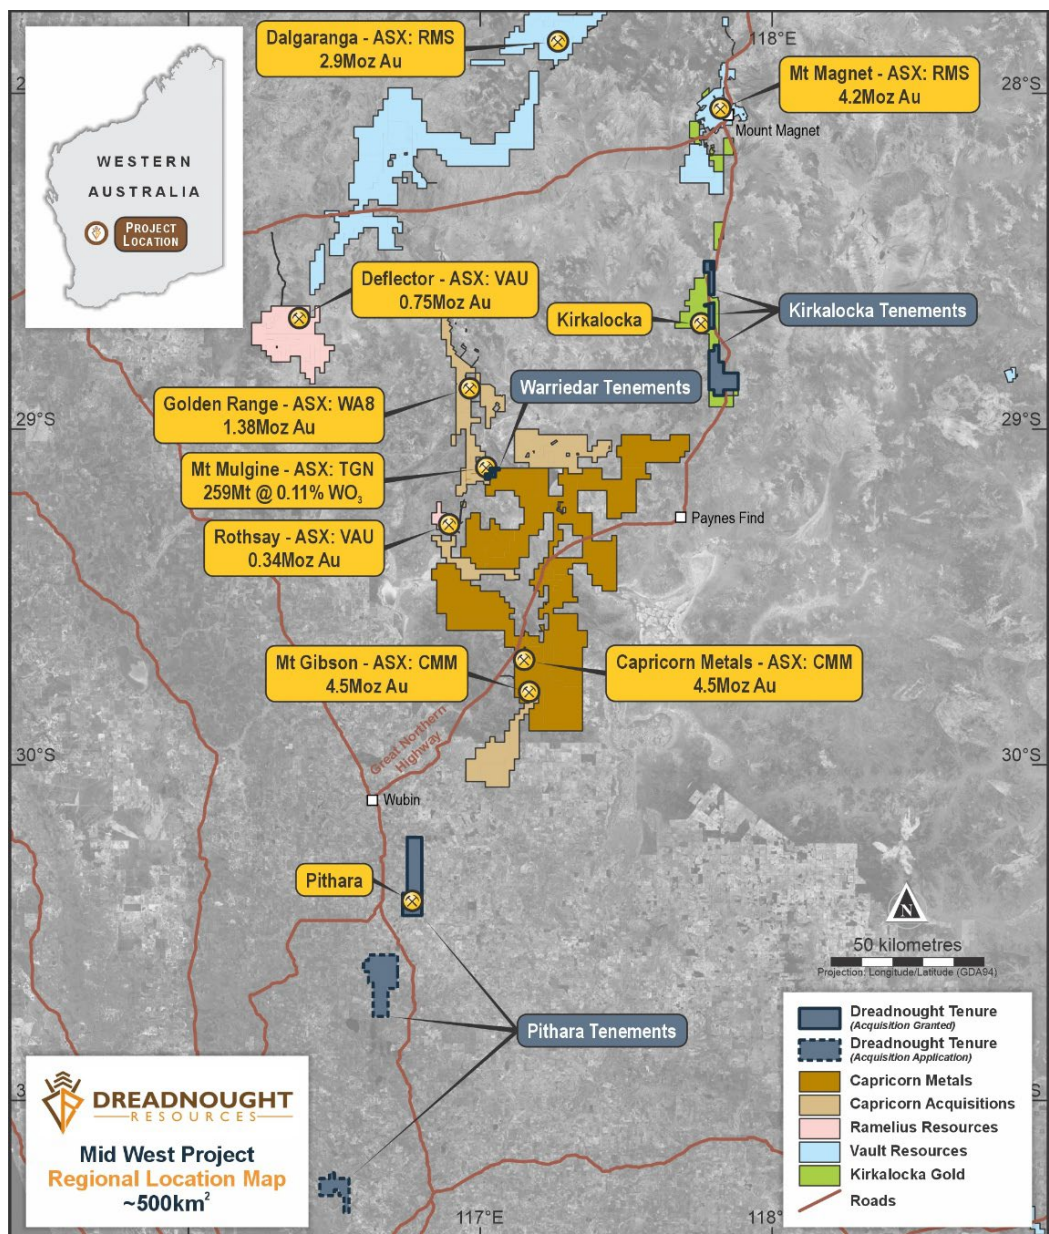 Dalgaranga - ASX: RMS
2.9Moz Au
118°E
Mt Magnet - ASX: RMS
4.2Moz Au
28°S
Mount Magnet
WESTERN
AUSTRALIA
PROJECT
LOCATION
Deflector - ASX: VAU
0.75Moz Au
Kirkalocka
Kirkalocka Tenements
Warriedar Tenements
Golden Range - ASX: WA8
1.38Moz Au
29°S
29°S
Mt Mulgine - ASX: TGN
259Mt @ 0.11% WO₃
Paynes Find
Rothsay - ASX: VAU
0.34Moz Au
Mt Gibson - ASX: CMM
4.5Moz Au
Capricorn Metals - ASX: CMM
4.5Moz Au
30°S
30°S
Great Northern
Highway
Wubin
Pithara
N
50 kilometres
Projection: Longitude/Latitude (GDA94)
Pithara Tenements
Dreadnought Tenure
(Acquisition Granted)
Dreadnought Tenure
(Acquisition Application)
Capricorn Metals
Capricorn Acquisitions
Ramelius Resources
Vault Resources
Kirkalocka Gold
Roads
DREADNOUGHT
RESOURCES
Mid West Project
Regional Location Map
~500km²
117°E